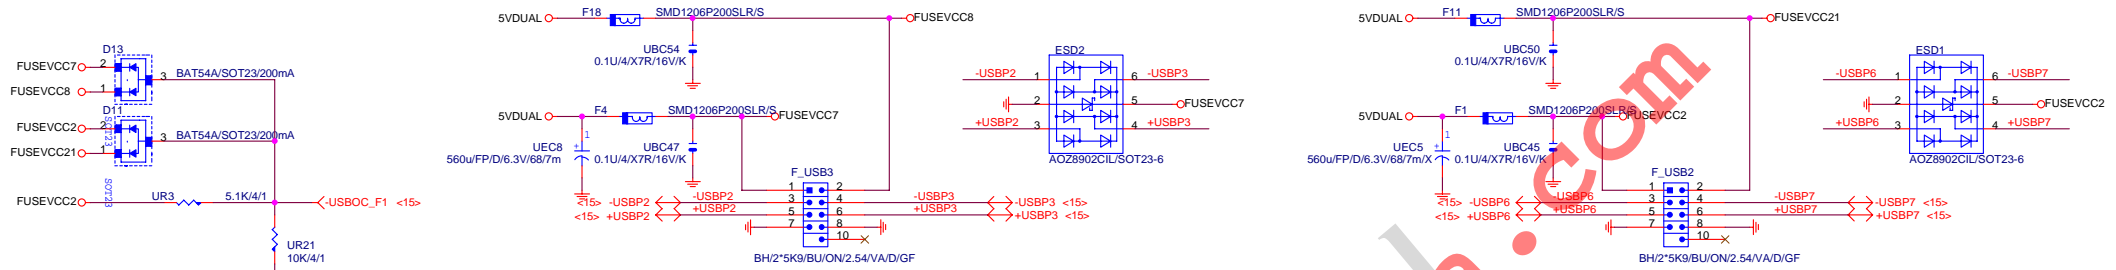 D13
FUSEVCC7 2
3 BAT54A/SOT23/200mA
FUSEVCC8 1
D11
FUSEVCC2 2
SOT23
3 BAT54A/SOT23/200mA
FUSEVCC21 1
SOT23
FUSEVCC2 UR3 5.1K/4/1 -USBOC_F1 <15>
UR21
10K/4/1
5VDUAL F18 SMD1206P200SLR/S FUSEVCC8
UBC54
0.1U/4/X7R/16V/K
5VDUAL F4 SMD1206P200SLR/S FUSEVCC7
1
+
UEC8
560u/FP/D/6.3V/68/7m
UBC47
0.1U/4/X7R/16V/K
ESD2
-USBP2 1 6 -USBP3
2 5 FUSEVCC7
+USBP2 3 4 +USBP3
AOZ8902CIL/SOT23-6
F_USB3
1 2
<15> -USBP2 -USBP2 3 4 -USBP3 -USBP3 <15>
<15> +USBP2 +USBP2 5 6 +USBP3 +USBP3 <15>
7 8
10
BH/2*5K9/BU/ON/2.54/VA/D/GF
5VDUAL F11 SMD1206P200SLR/S FUSEVCC21
UBC50
0.1U/4/X7R/16V/K
5VDUAL F1 SMD1206P200SLR/S FUSEVCC2
1
+
UEC5
560u/FP/D/6.3V/68/7m/X
UBC45
0.1U/4/X7R/16V/K
ESD1
-USBP6 1 6 -USBP7
2 5 FUSEVCC2
+USBP6 3 4 +USBP7
AOZ8902CIL/SOT23-6
F_USB2
1 2
<15> -USBP6 -USBP6 3 4 -USBP7 -USBP7 <15>
<15> +USBP6 +USBP6 5 6 +USBP7 +USBP7 <15>
7 8
10
BH/2*5K9/BU/ON/2.54/VA/D/GF
h.com